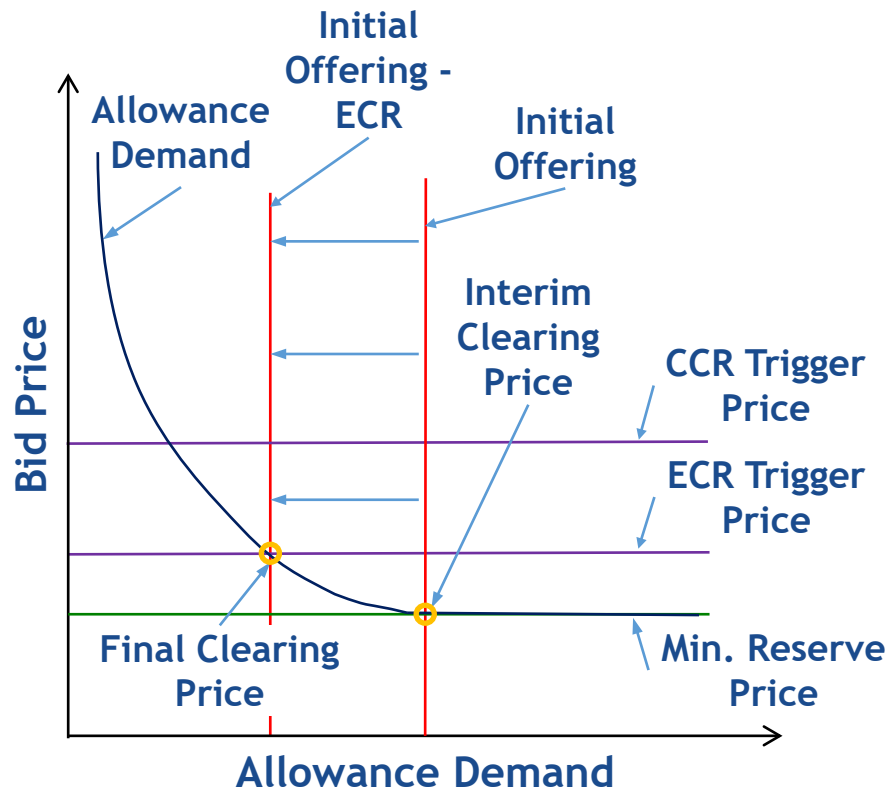 Initial
Offering -
ECR
Allowance
Demand
Initial
Offering
Interim
Clearing
Price
CCR Trigger
Price
Bid Price
ECR Trigger
Price
Final Clearing
Price
Min. Reserve
Price
Allowance Demand